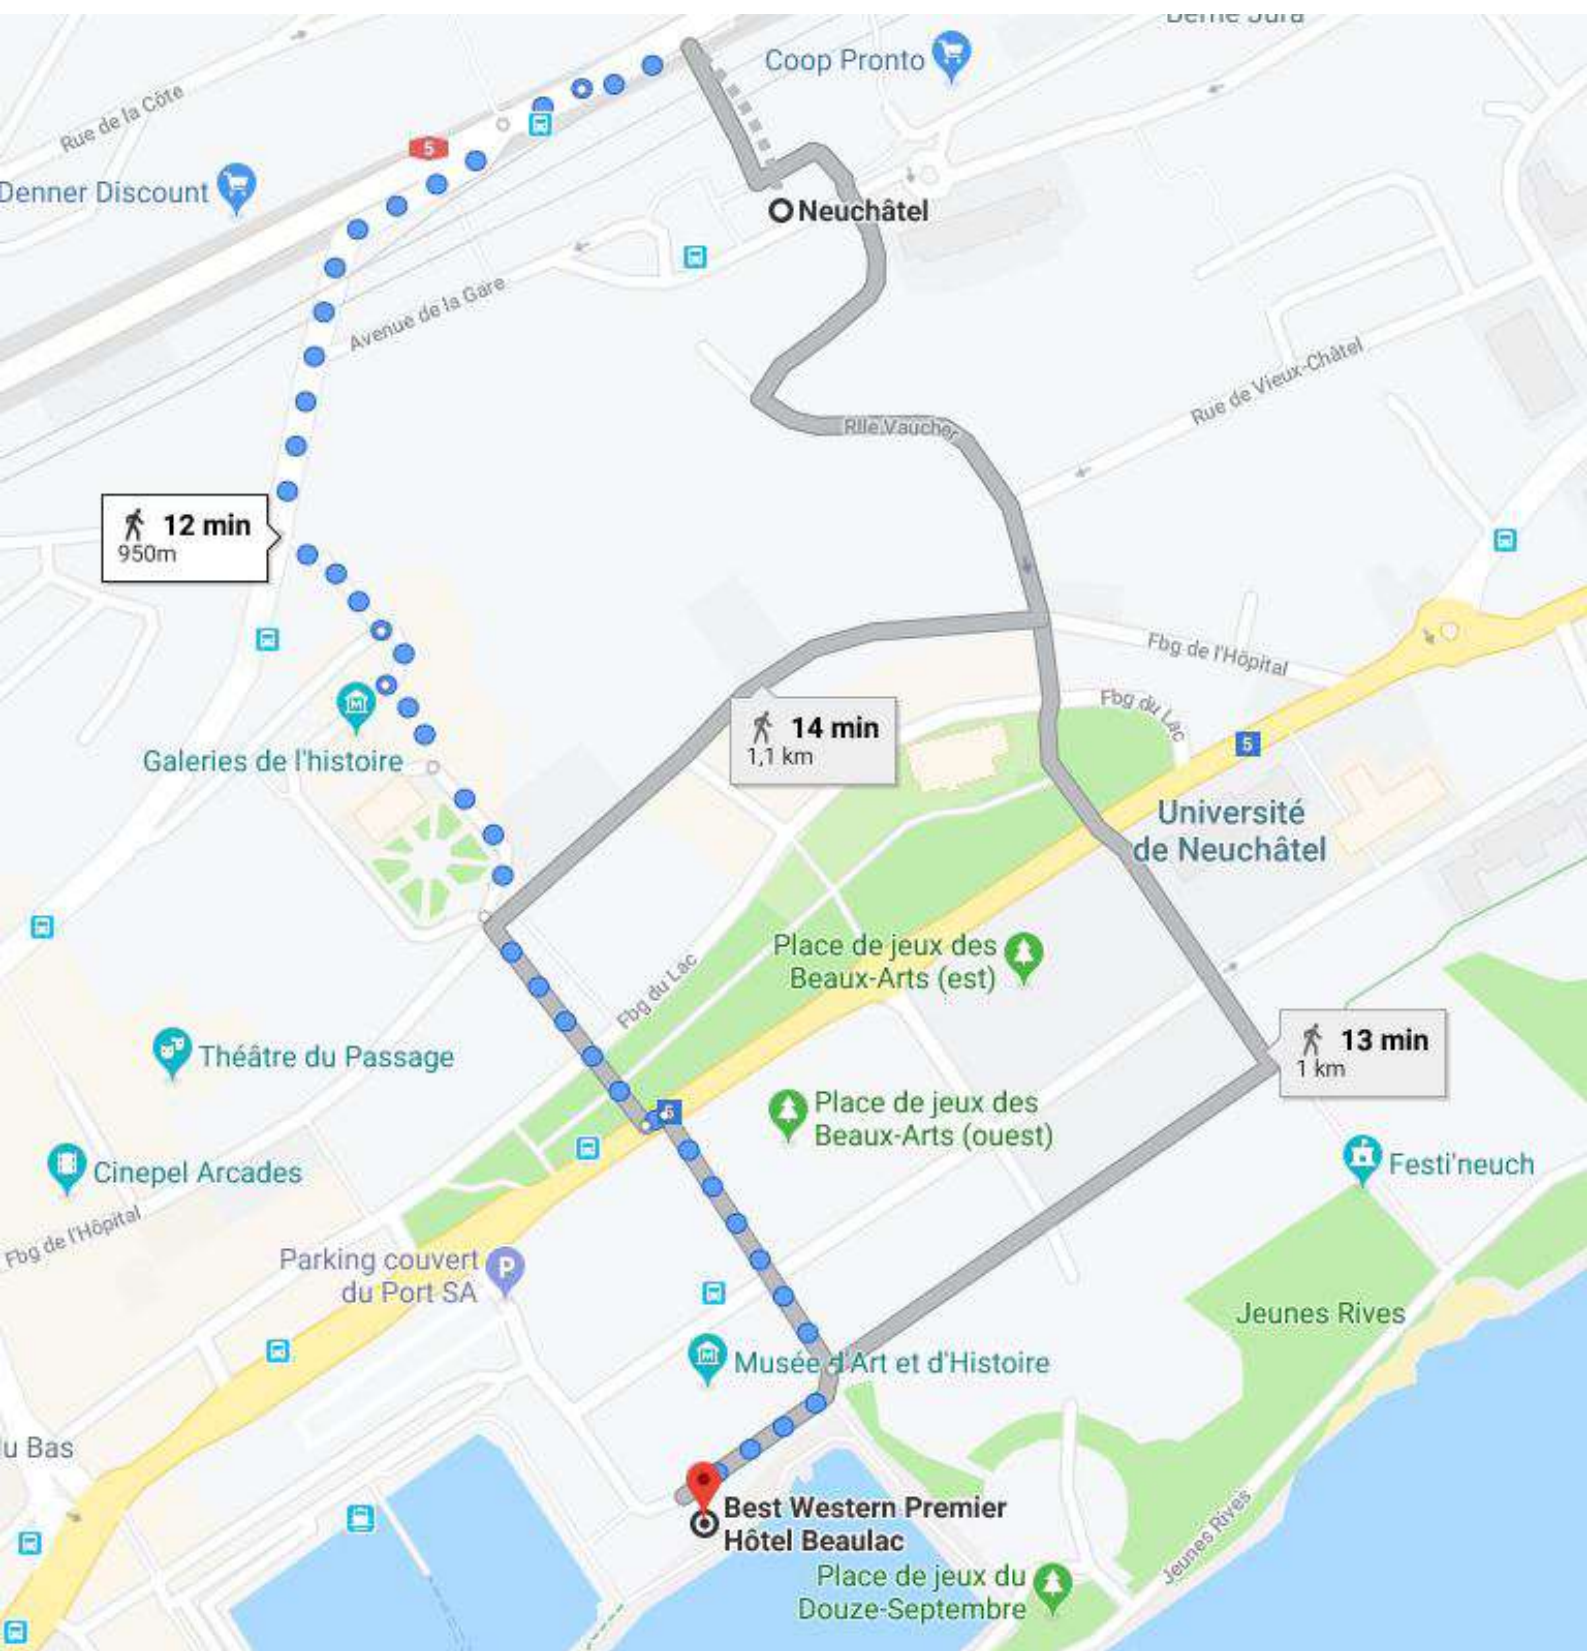 Coop Pronto
Rue de la Côte
5
Denner Discount
Neuchâtel
Avenue de la Gare
Rue de Vieux-Châtel
Rlle Vaucher
12 min
950m
Fbg de l'Hôpital
Fbg du Lac
14 min
1,1 km
5
Galeries de l'histoire
Université
de Neuchâtel
Place de jeux des
Beaux-Arts (est)
Fbg du Lac
13 min
1 km
Théâtre du Passage
5
Place de jeux des
Beaux-Arts (ouest)
Cinepel Arcades
Festi'neuch
Fbg de l'Hôpital
Parking couvert
du Port SA
P
Jeunes Rives
Musée d'Art et d'Histoire
u Bas
Best Western Premier
Hôtel Beaulac
Jeunes Rives
Place de jeux du
Douze-Septembre